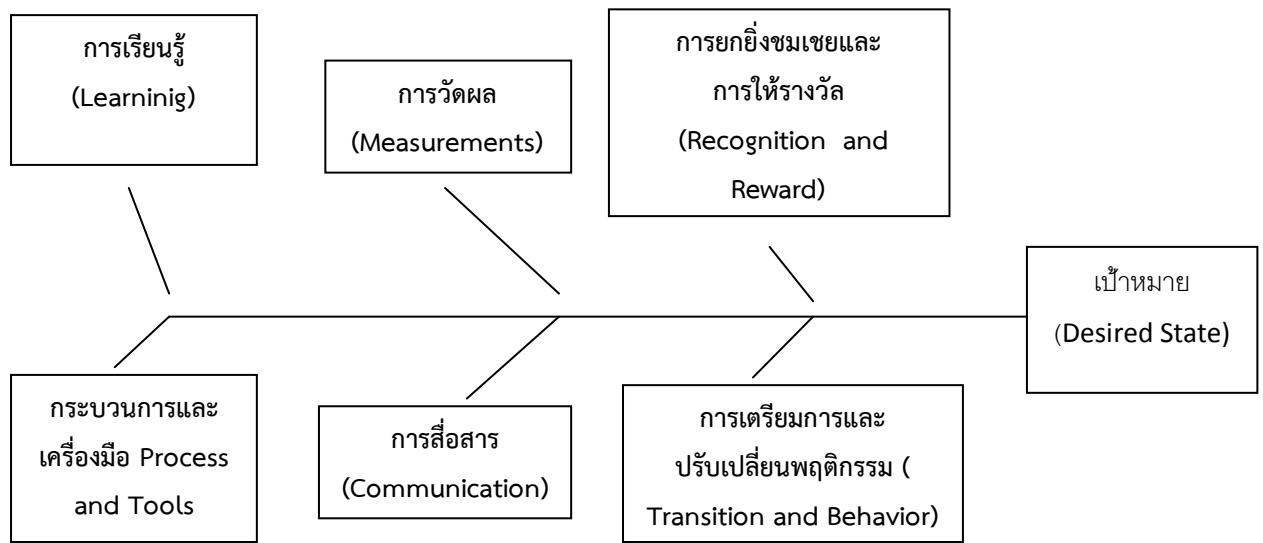 การเรียนรู้
(Learninig)
การวัดผล
(Measurements)
การยกยิ่งชมเชยและ
การให้รางวัล
(Recognition and
Reward)
เป้าหมาย
(Desired State)
กระบวนการและ
เครื่องมือ Process
and Tools
การสื่อสาร
(Communication)
การเตรียมการและ
ปรับเปลี่ยนพฤติกรรม (
Transition and Behavior)